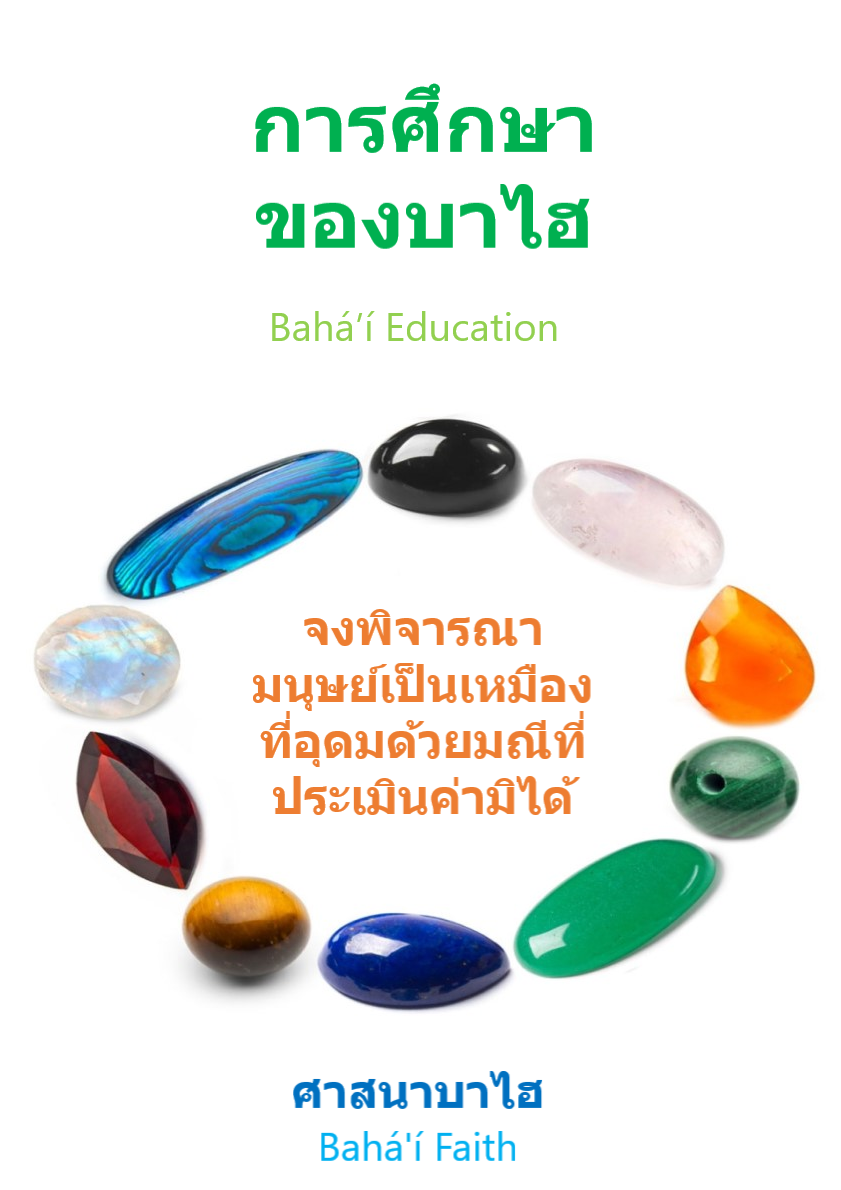 การศึกษา
ของบาไฮ
Bahá’í Education
จงพิจารณา
มนุษย์เป็นเหมือง
ที่อุดมด้วยมณีที่
ประเมินค่ามิได้
ศาสนาบาไฮ
Bahá'í Faith